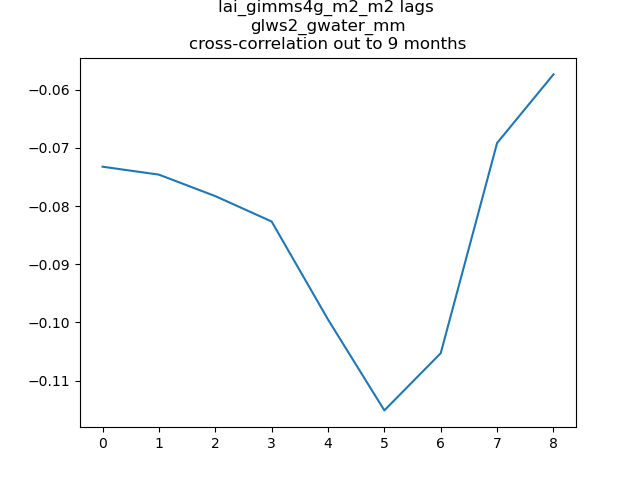 lai_gimms4g_m2_m2 lags
glws2_gwater_mm
cross-correlation out to 9 months
−0.06
−0.07
−0.08
−0.09
−0.10
−0.11
0 1 2 3 4 5 6 7 8